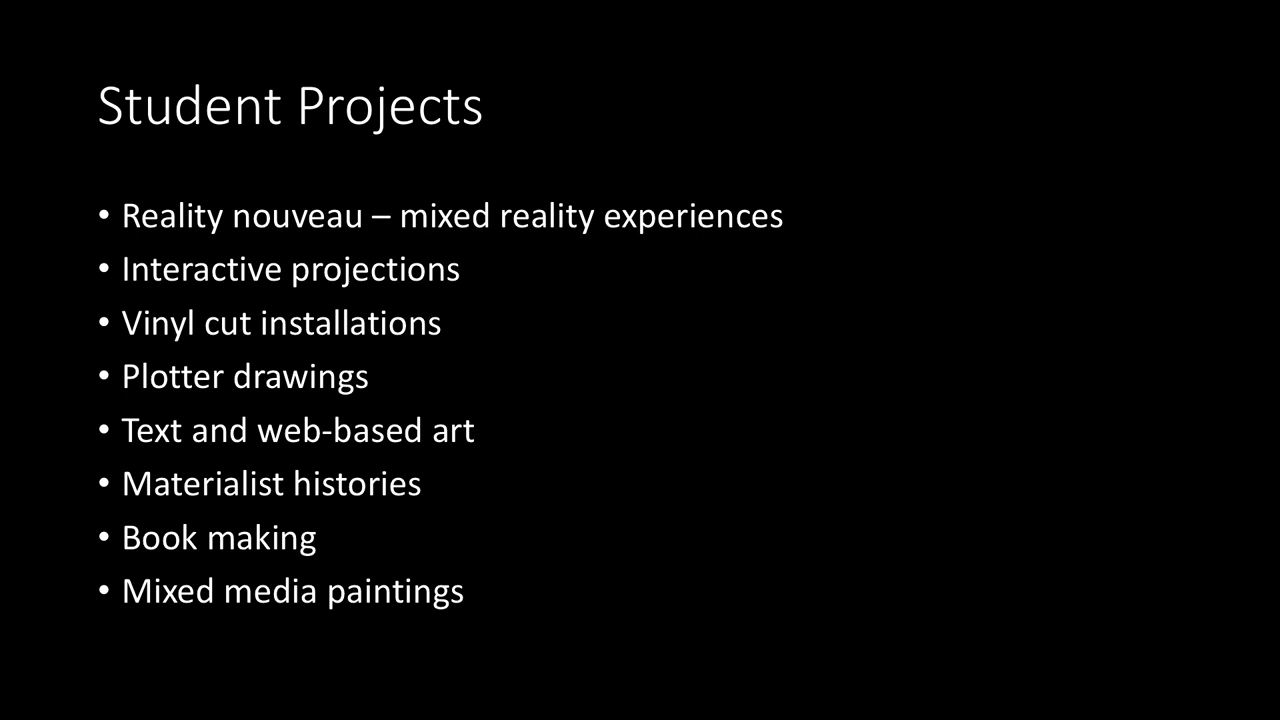 Student Projects
• Reality nouveau – mixed reality experiences
• Interactive projections
• Vinyl cut installations
• Plotter drawings
• Text and web-based art
• Materialist histories
• Book making
• Mixed media paintings